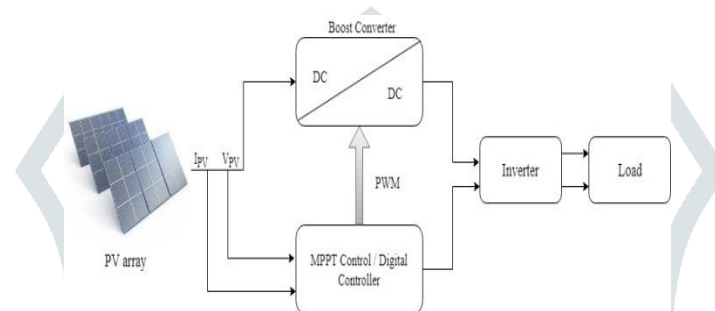 Boost Converter
DC
DC
IPV VPV
PWM
Inverter
Load
PV array
MPPT Control / Digital
Controller